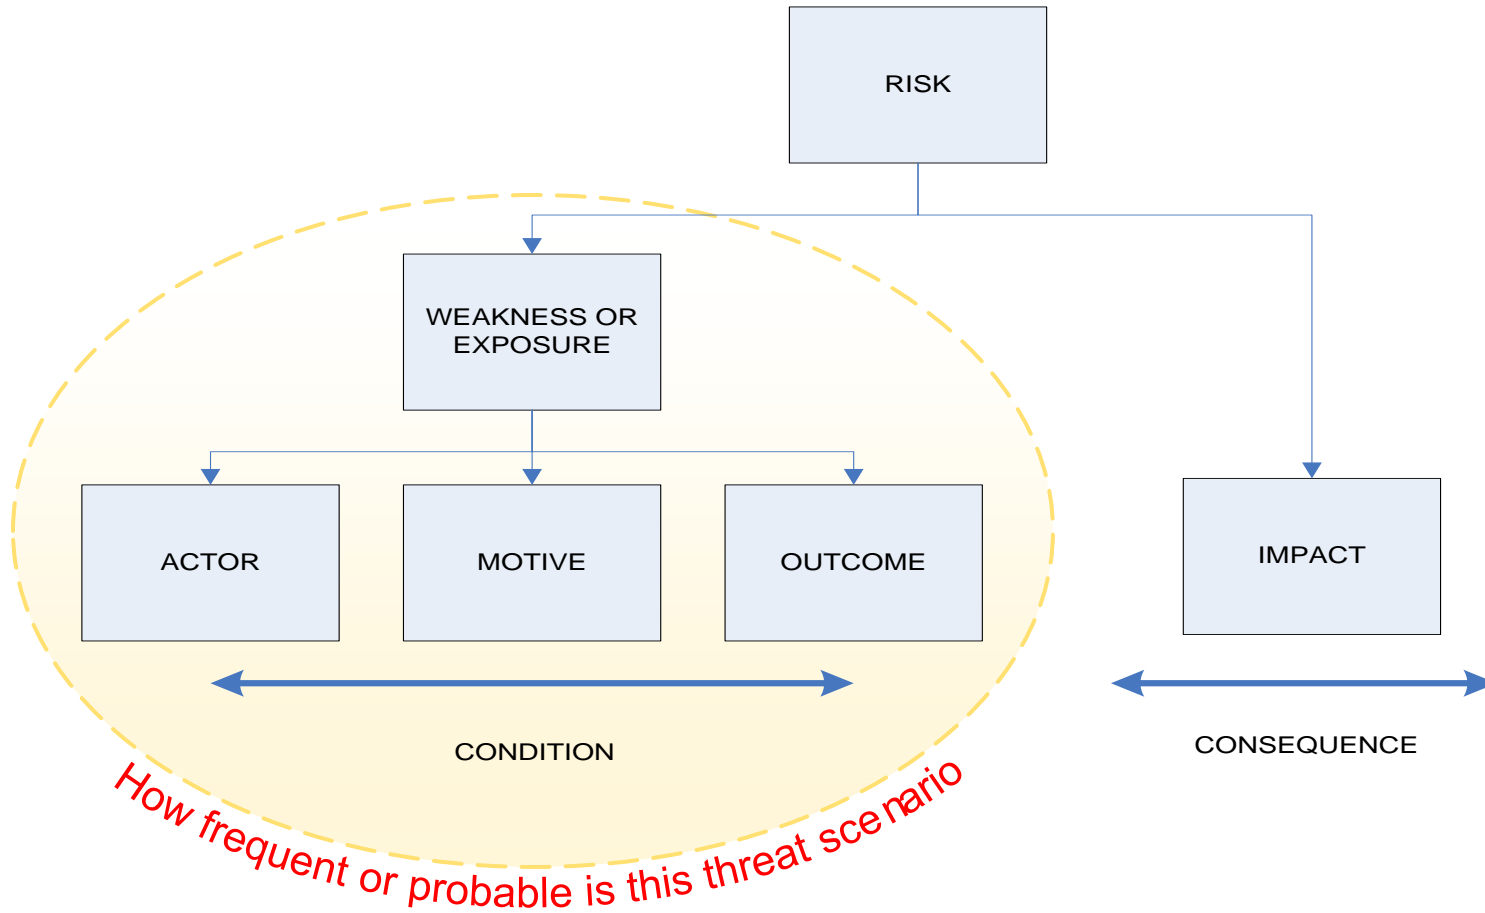 RISK
WEAKNESS OR
EXPOSURE
ACTOR
MOTIVE
OUTCOME
IMPACT
CONDITION
CONSEQUENCE
How frequent or probable is this threat scenario